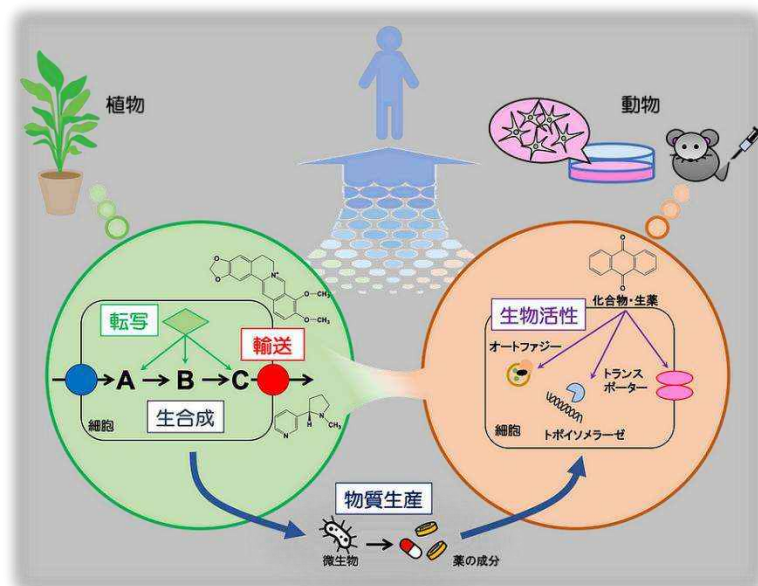 植物
動物
転写
輸送
A
B
C
生合成
細胞
O
O
N⁺
O-CH₃
O-CH₃
N
N
H
CH₃
O
O
化合物・生薬
生物活性
オートファジー
トランス
ポーター
トポイソメラーゼ
細胞
物質生産
微生物
薬の成分